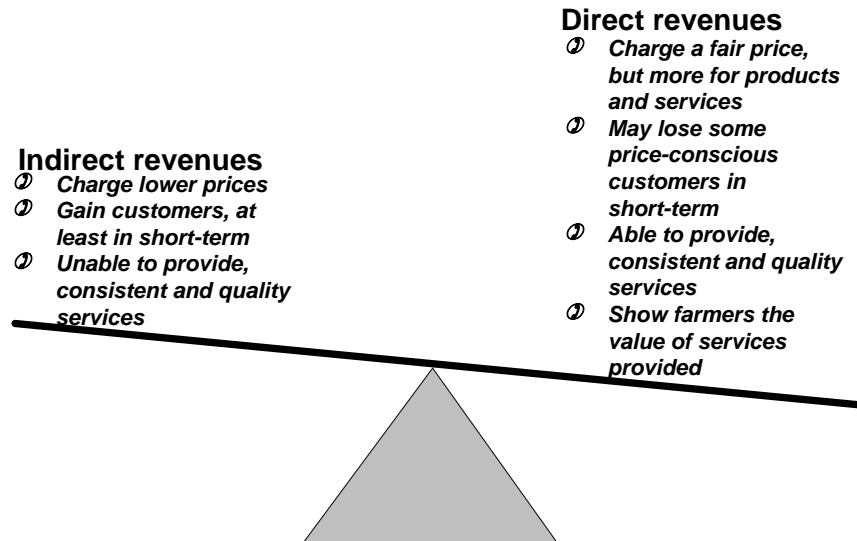 Indirect revenues
Charge lower prices
Gain customers, at
least in short-term
Unable to provide,
consistent and quality
services
Direct revenues
Charge a fair price,
but more for products
and services
May lose some
price-conscious
customers in
short-term
Able to provide,
consistent and quality
services
Show farmers the
value of services
provided